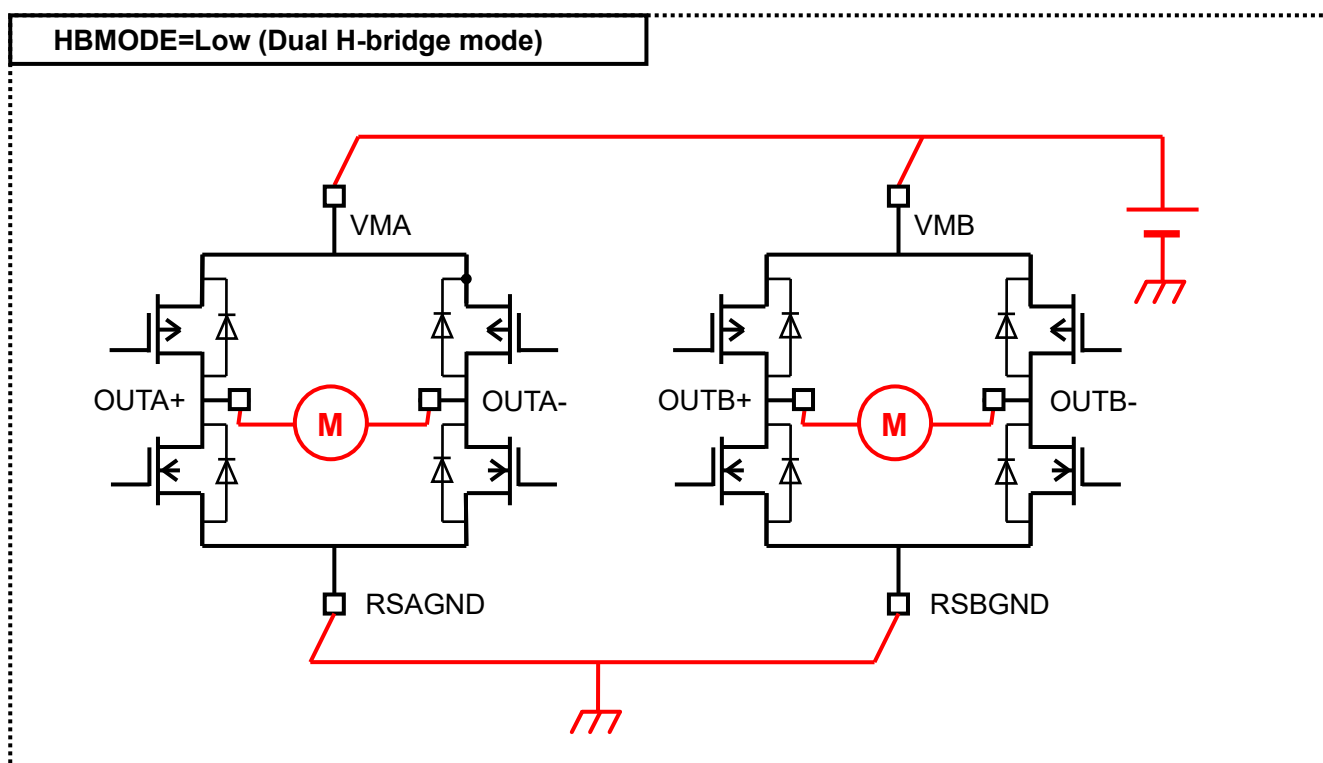 HBMODE=Low (Dual H-bridge mode)
VMA
VMB
OUTA+
M
OUTA-
OUTB+
M
OUTB-
RSAGND
RSBGND